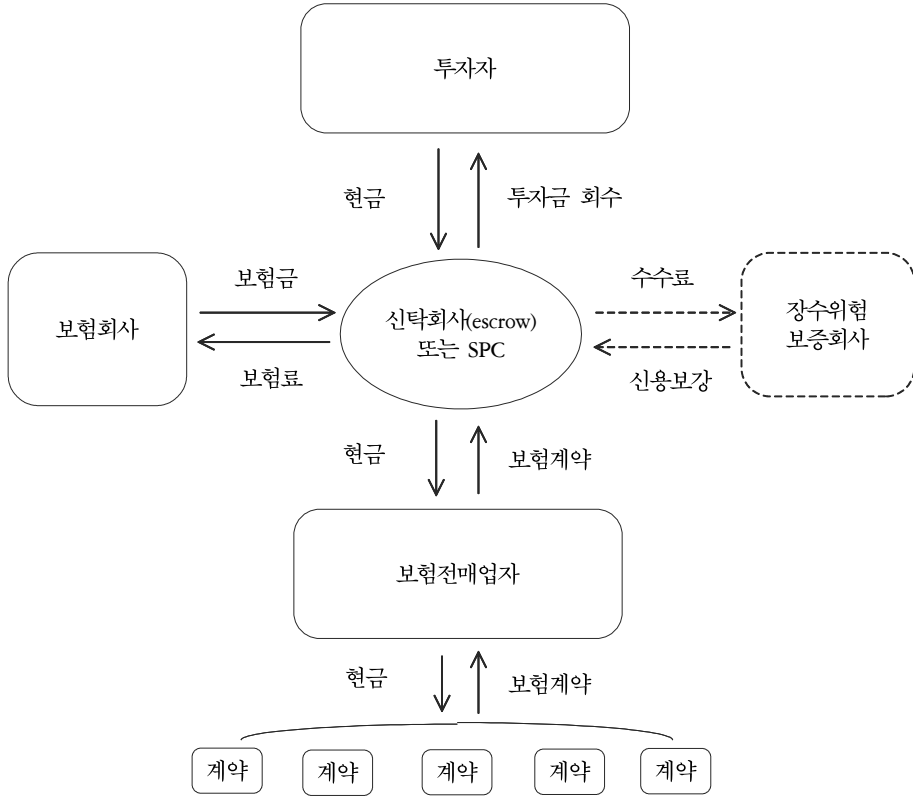 투자자
현금
투자금 회수
보험금
수수료
보험회사
신탁회사(escrow)
또는 SPC
장수위험
보증회사
보험료
신용보강
현금
보험계약
보험전매업자
현금
보험계약
계약
계약
계약
계약
계약